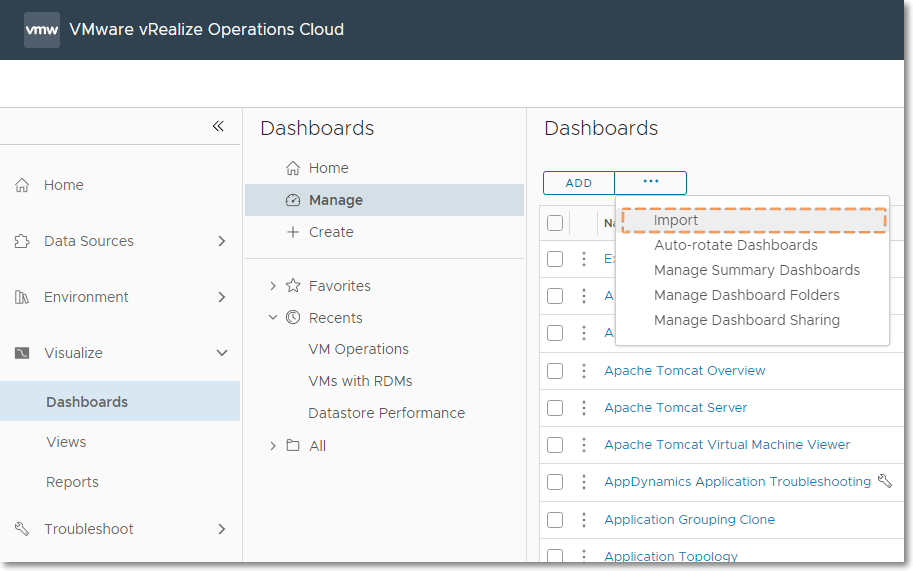 vmw VMware vRealize Operations Cloud
Home
Data Sources
Environment
Visualize
Dashboards
Views
Reports
Troubleshoot
Dashboards
Home
Manage
Create
Favorites
Recents
VM Operations
VMs with RDMs
Datastore Performance
All
Dashboards
ADD
Import
Auto-rotate Dashboards
Manage Summary Dashboards
Manage Dashboard Folders
Manage Dashboard Sharing
Apache Tomcat Overview
Apache Tomcat Server
Apache Tomcat Virtual Machine Viewer
AppDynamics Application Troubleshooting
Application Grouping Clone
Application Topology